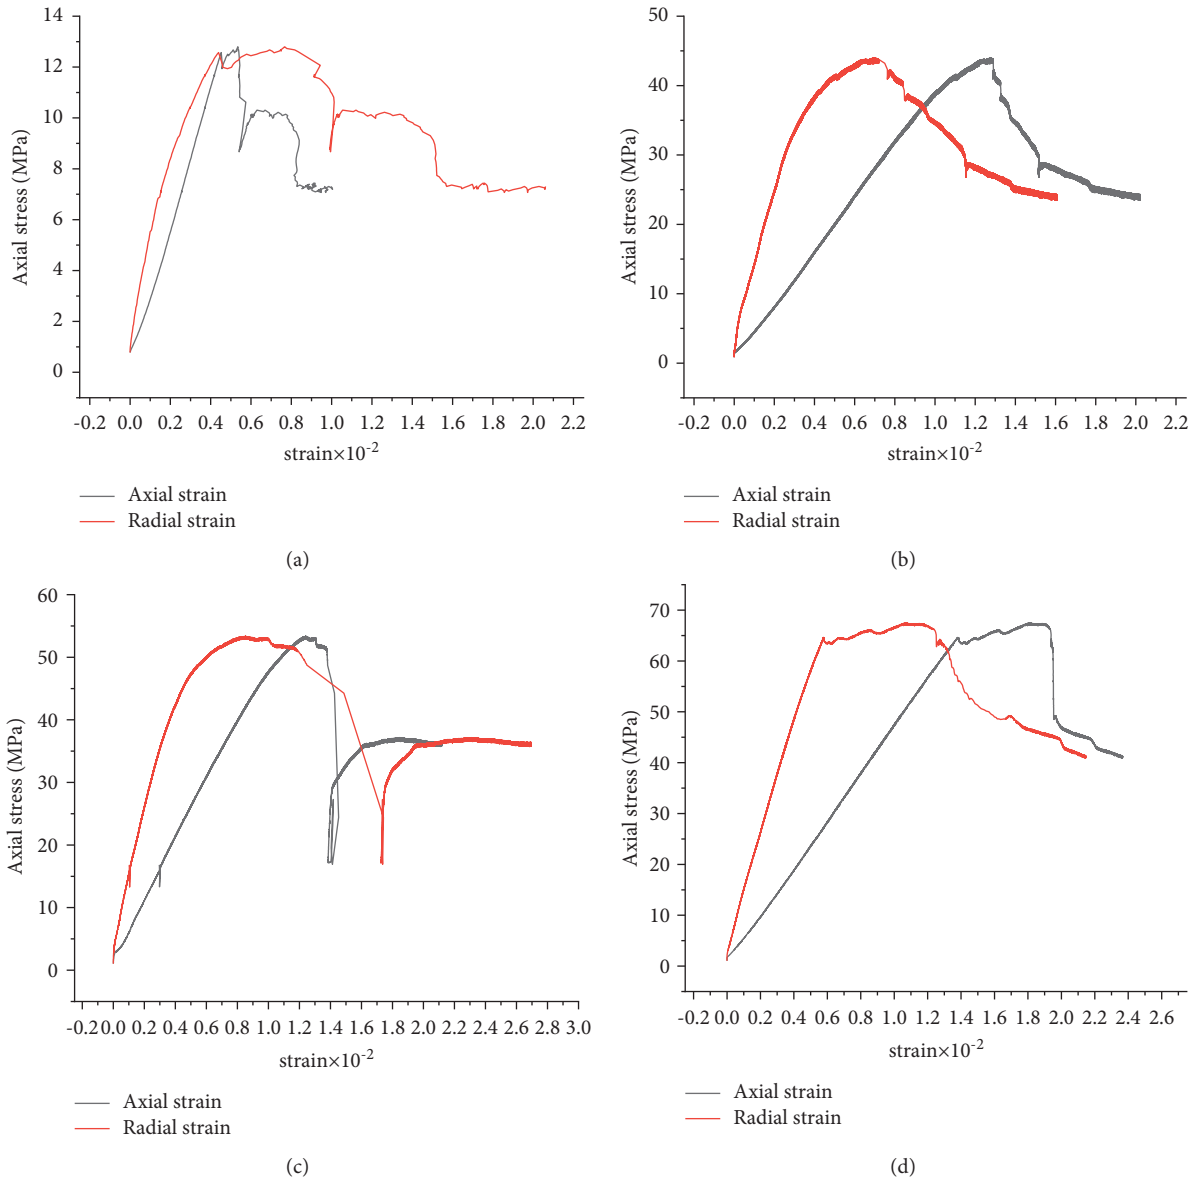 14
12
10
8
6
4
2
0
Axial stress (MPa)
-0.2 0.0 0.2 0.4 0.6 0.8 1.0 1.2 1.4 1.6 1.8 2.0 2.2
strain×10-2
Axial strain
Radial strain
(a)
50
40
30
20
10
0
Axial stress (MPa)
-0.2 0.0 0.2 0.4 0.6 0.8 1.0 1.2 1.4 1.6 1.8 2.0 2.2
strain×10-2
Axial strain
Radial strain
(b)
60
50
40
30
20
10
0
Axial stress (MPa)
-0.2 0.0 0.2 0.4 0.6 0.8 1.0 1.2 1.4 1.6 1.8 2.0 2.2 2.4 2.6 2.8 3.0
strain×10-2
Axial strain
Radial strain
(c)
70
60
50
40
30
20
10
0
Axial stress (MPa)
-0.2 0.0 0.2 0.4 0.6 0.8 1.0 1.2 1.4 1.6 1.8 2.0 2.2 2.4 2.6
strain×10-2
Axial strain
Radial strain
(d)